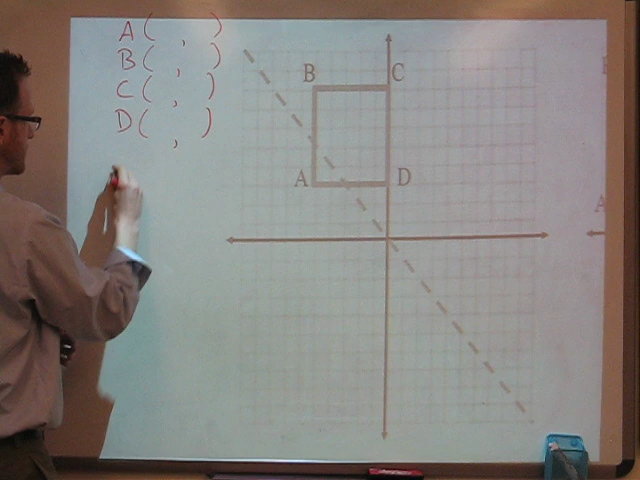 A( , )
B( , )
C( , )
D( , )
B C
A D